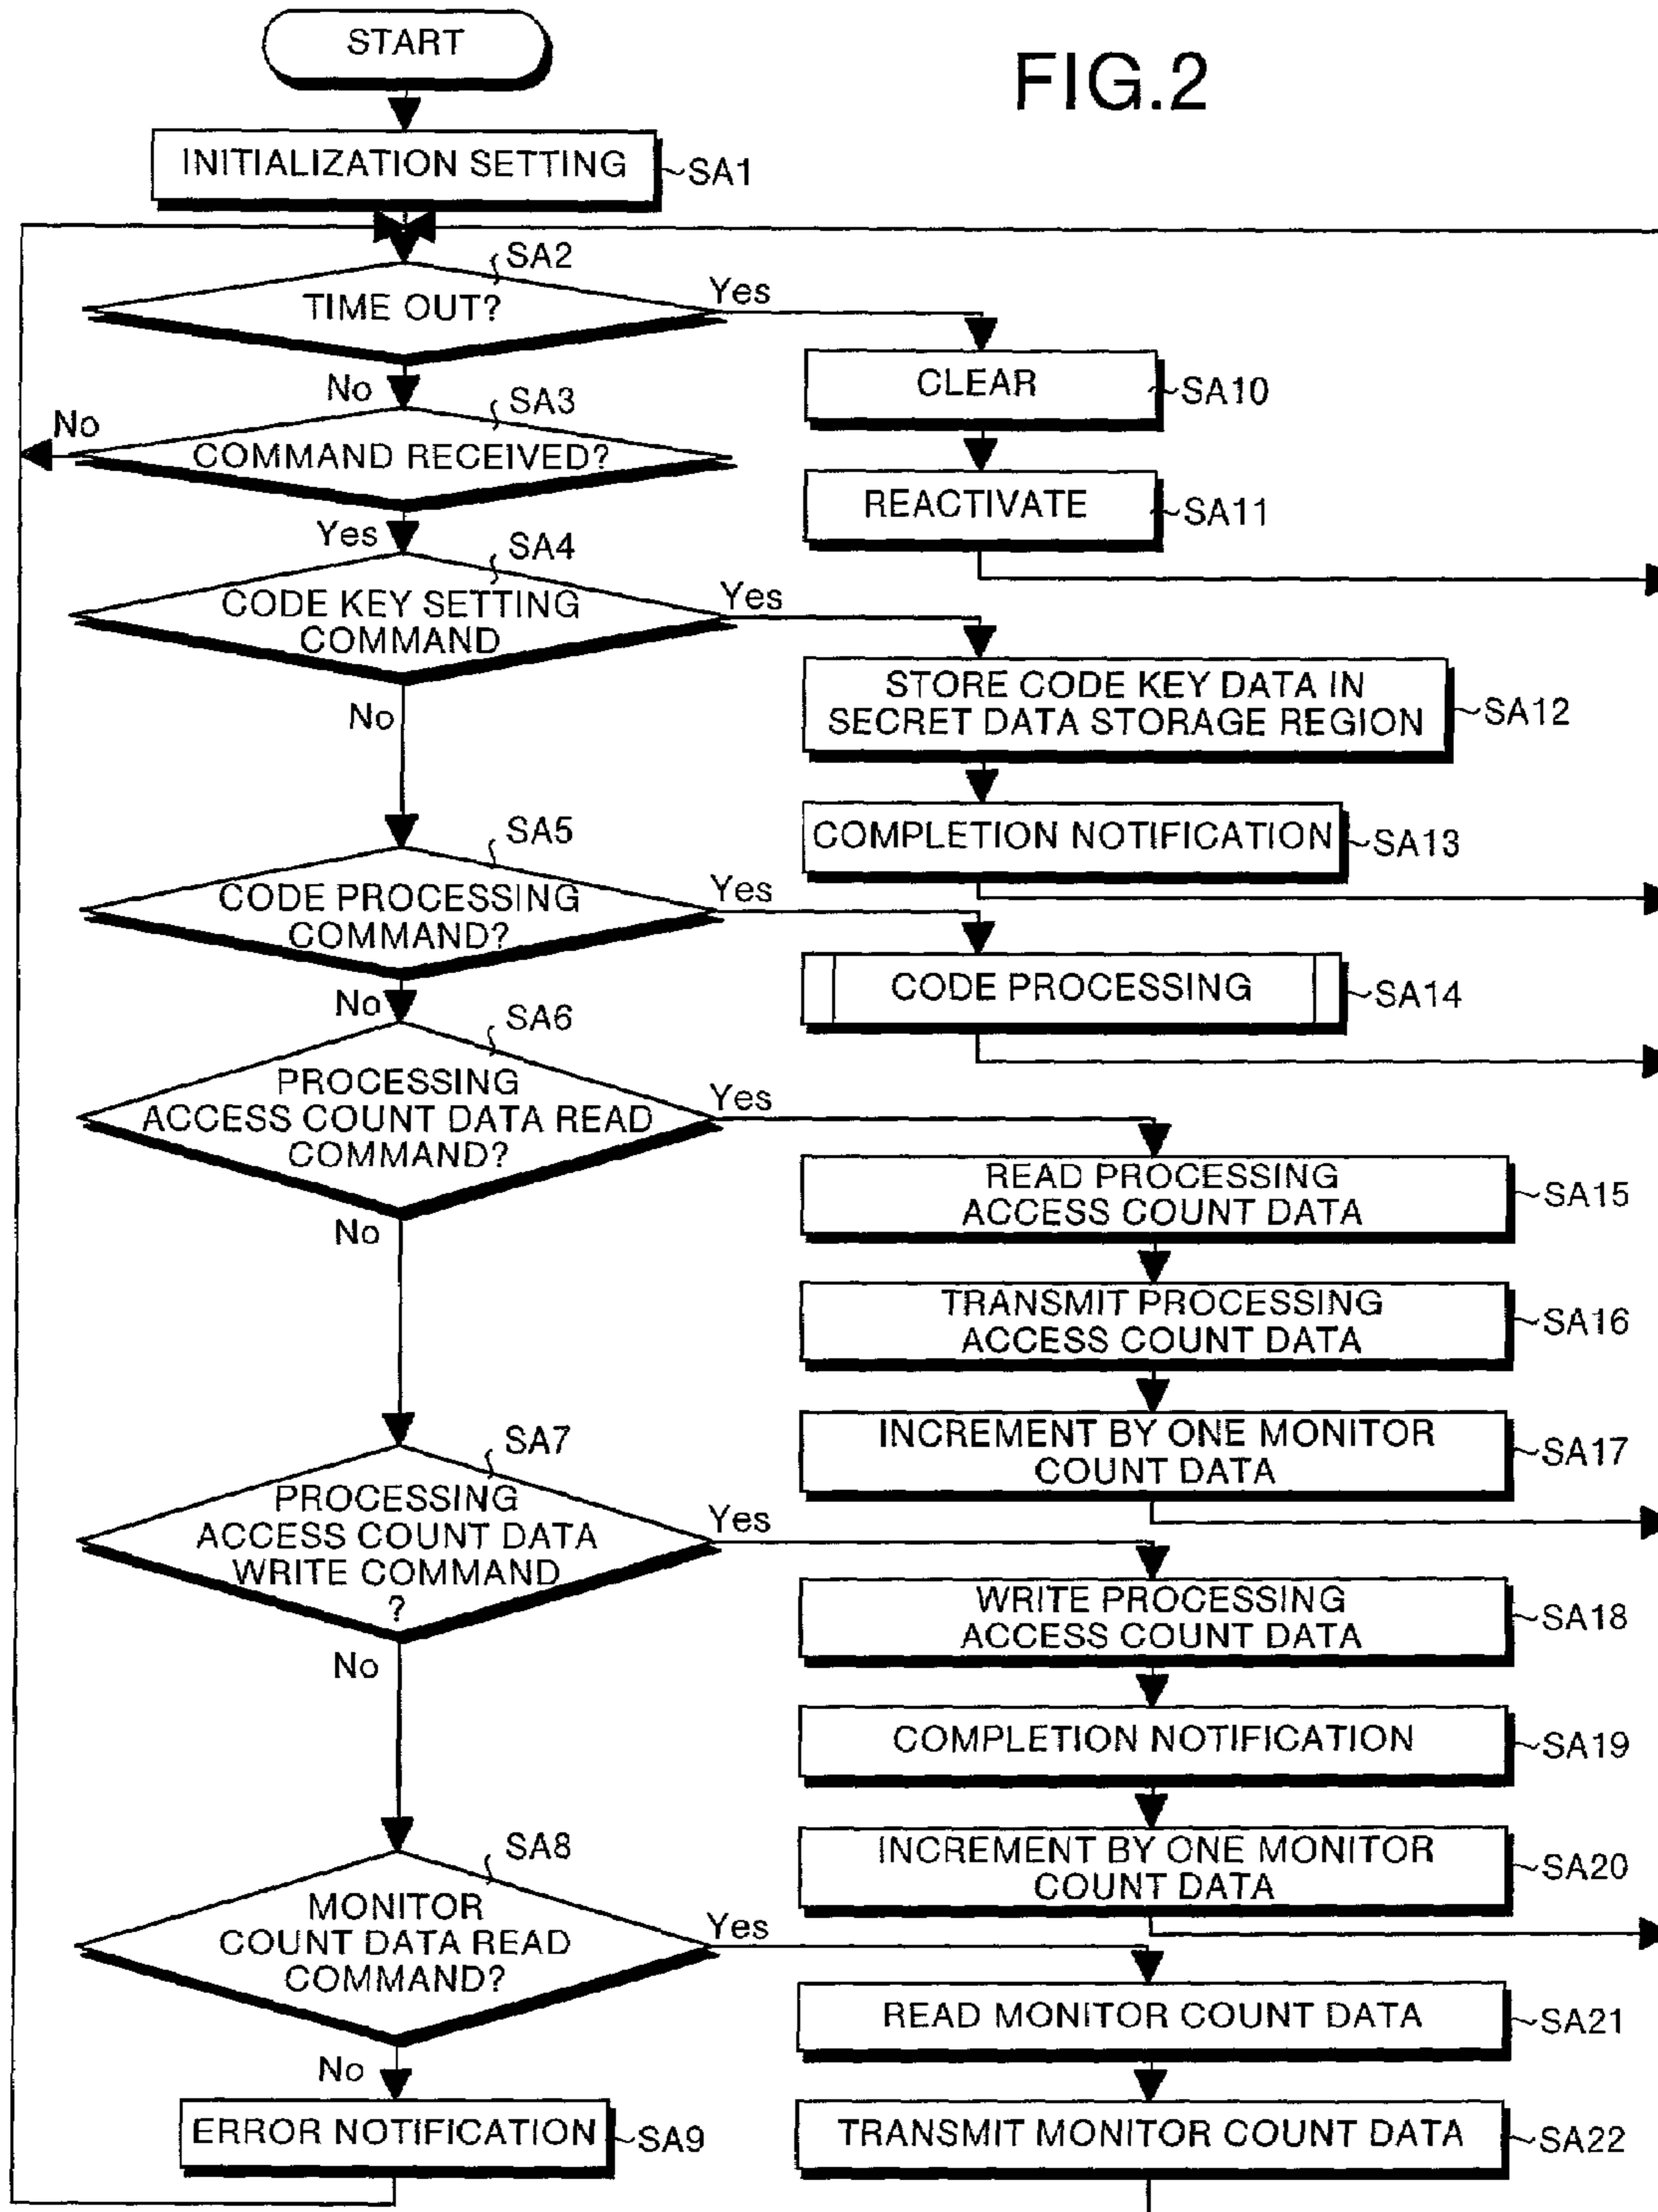 START
FIG.2
INITIALIZATION SETTING
SA1
SA2
TIME OUT?
Yes
No
CLEAR
SA10
SA3
No
COMMAND RECEIVED?
Yes
REACTIVATE
SA11
SA4
CODE KEY SETTING
COMMAND
Yes
No
STORE CODE KEY DATA IN
SECRET DATA STORAGE REGION
SA12
COMPLETION NOTIFICATION
SA13
SA5
CODE PROCESSING
COMMAND?
Yes
No
CODE PROCESSING
SA14
SA6
PROCESSING
ACCESS COUNT DATA READ
COMMAND?
Yes
No
READ PROCESSING
ACCESS COUNT DATA
SA15
TRANSMIT PROCESSING
ACCESS COUNT DATA
SA16
INCREMENT BY ONE MONITOR
COUNT DATA
SA17
SA7
PROCESSING
ACCESS COUNT DATA
WRITE COMMAND
?
Yes
No
WRITE PROCESSING
ACCESS COUNT DATA
SA18
COMPLETION NOTIFICATION
SA19
INCREMENT BY ONE MONITOR
COUNT DATA
SA20
SA8
MONITOR
COUNT DATA READ
COMMAND?
Yes
No
READ MONITOR COUNT DATA
SA21
ERROR NOTIFICATION
SA9
TRANSMIT MONITOR COUNT DATA
SA22